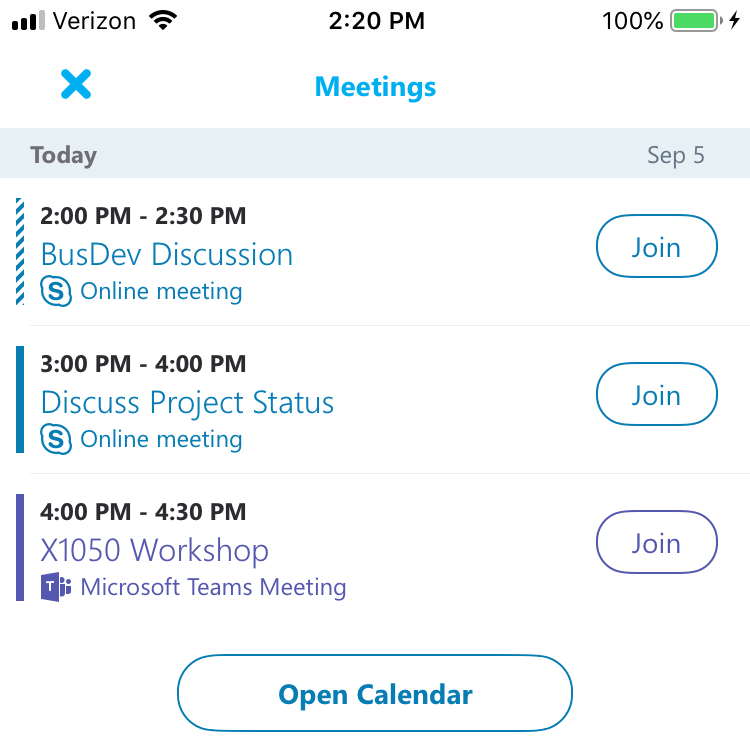 Verizon 2:20 PM 100%
Meetings
Today Sep 5
2:00 PM - 2:30 PM
BusDev Discussion
Join
S Online meeting
3:00 PM - 4:00 PM
Discuss Project Status
Join
S Online meeting
4:00 PM - 4:30 PM
X1050 Workshop
Join
T Microsoft Teams Meeting
Open Calendar